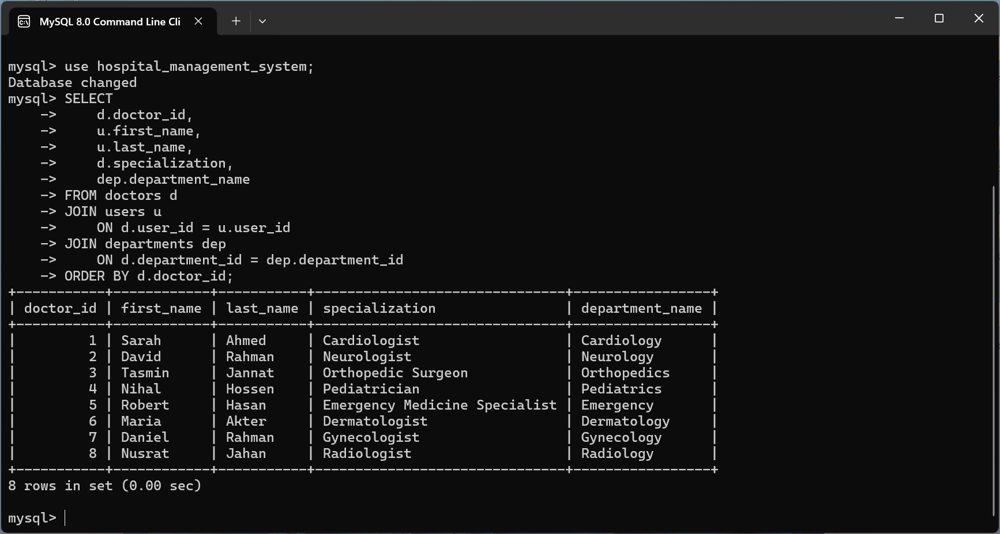 MySQL 8.0 Command Line Cli
mysql> use hospital_management_system;
Database changed
mysql> SELECT
    ->     d.doctor_id,
    ->     u.first_name,
    ->     u.last_name,
    ->     d.specialization,
    ->     dep.department_name
    -> FROM doctors d
    -> JOIN users u
    ->     ON d.user_id = u.user_id
    -> JOIN departments dep
    ->     ON d.department_id = dep.department_id
    -> ORDER BY d.doctor_id;
+-----------+------------+-----------+-------------------------------+-----------------+
| doctor_id | first_name | last_name | specialization                | department_name |
+-----------+------------+-----------+-------------------------------+-----------------+
|         1 | Sarah      | Ahmed     | Cardiologist                  | Cardiology      |
|         2 | David      | Rahman    | Neurologist                   | Neurology       |
|         3 | Tasmin     | Jannat    | Orthopedic Surgeon            | Orthopedics     |
|         4 | Nihal      | Hossen    | Pediatrician                  | Pediatrics      |
|         5 | Robert     | Hasan     | Emergency Medicine Specialist | Emergency       |
|         6 | Maria      | Akter     | Dermatologist                 | Dermatology     |
|         7 | Daniel     | Rahman    | Gynecologist                  | Gynecology      |
|         8 | Nusrat     | Jahan     | Radiologist                   | Radiology       |
+-----------+------------+-----------+-------------------------------+-----------------+
8 rows in set (0.00 sec)
mysql>